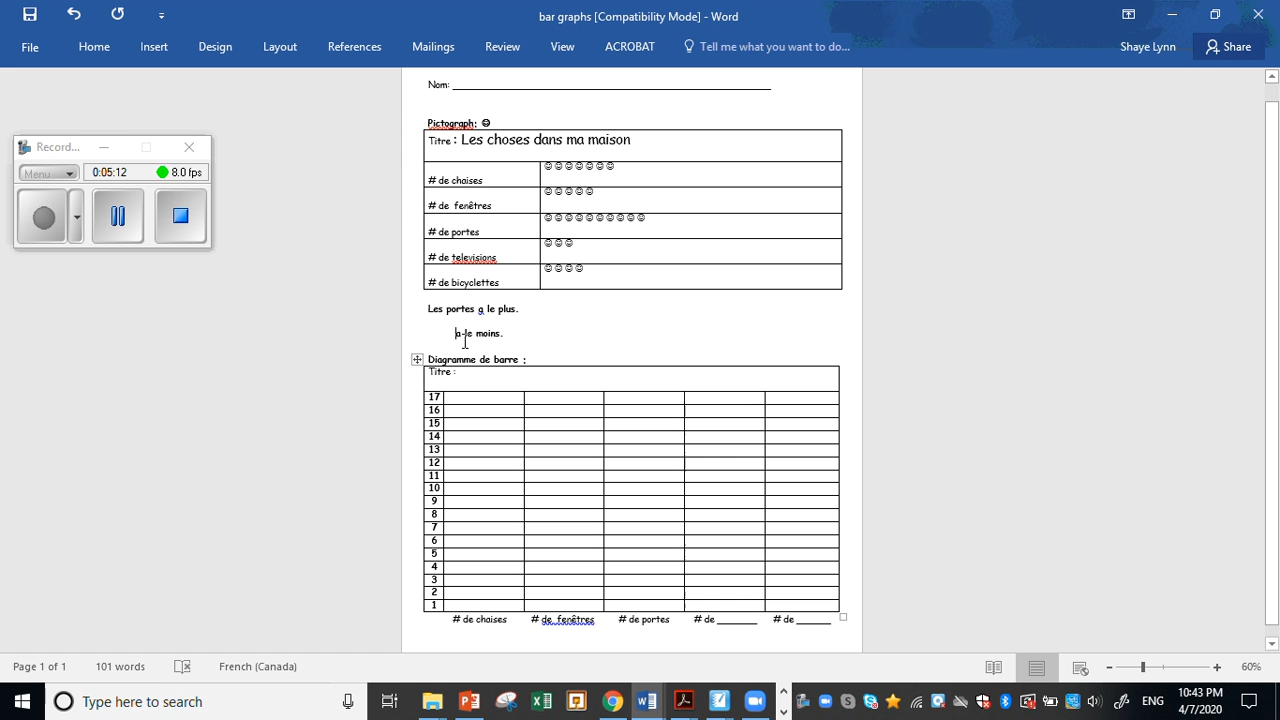 bar graphs [Compatibility Mode] - Word
File Home Insert Design Layout References Mailings Review View ACROBAT Tell me what you want to do... Shaye Lynn Share
Nom:
Record...
Menu 0:05:12 8.0 fps
Pictograph: ☺
Titre : Les choses dans ma maison
# de chaises ☺☺☺☺☺☺☺
# de fenêtres ☺☺☺☺☺
# de portes ☺☺☺☺☺☺☺☺☺☺
# de televisions ☺☺☺
# de bicyclettes ☺☺☺☺
Les portes a le plus.
a le moins.
Diagramme de barre :
Titre :
17
16
15
14
13
12
11
10
9
8
7
6
5
4
3
2
1
# de chaises # de fenêtres # de portes # de ________ # de _______
Page 1 of 1 101 words French (Canada) 60%
Type here to search
ENG
10:43 PM
4/7/2020